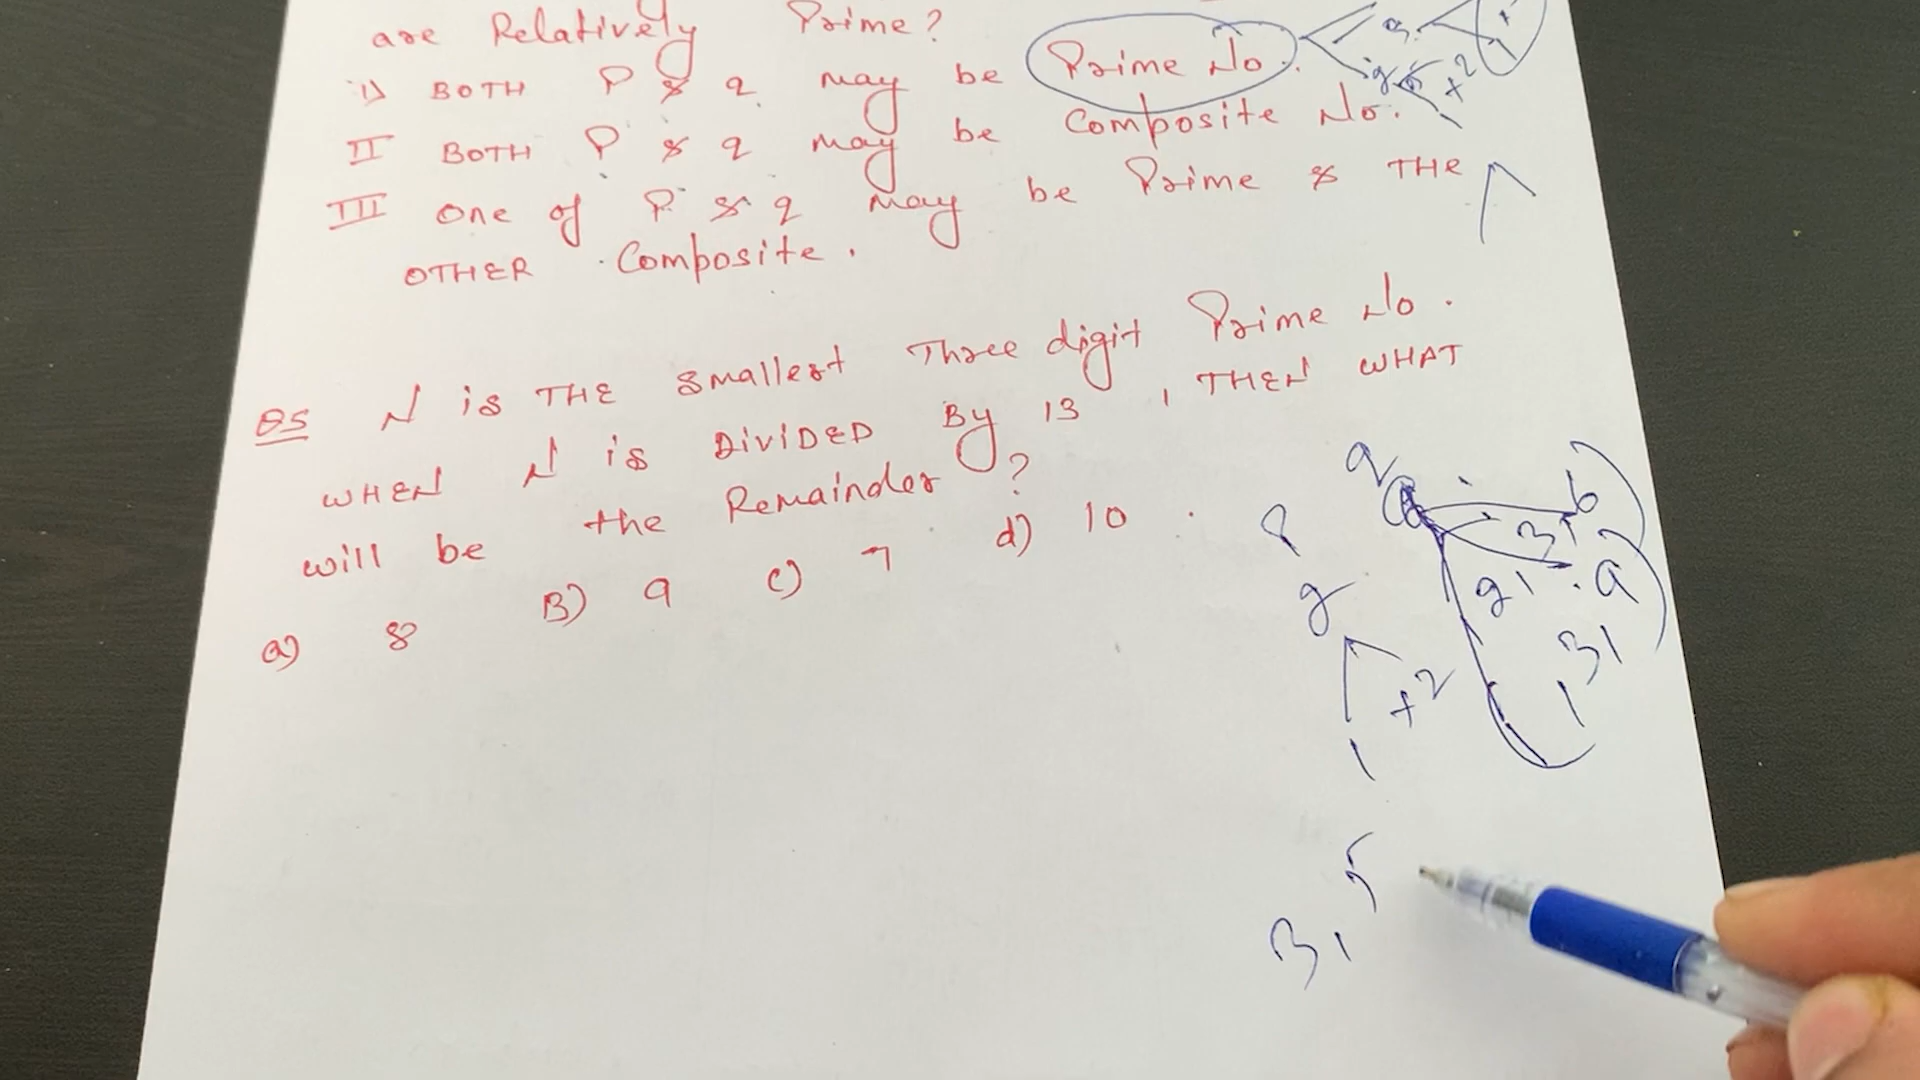 are Relatively Prime?
i) BOTH P & q may be Prime No.
II BOTH P & q may be Composite No.
III One of P & q may be Prime & THE
OTHER Composite.
Q5 N is THE smallest Three digit Prime No.
WHEN N is DIVIDED By 13, THEN WHAT
will be the Remainder?
a) 8 B) 9 c) 7 d) 10